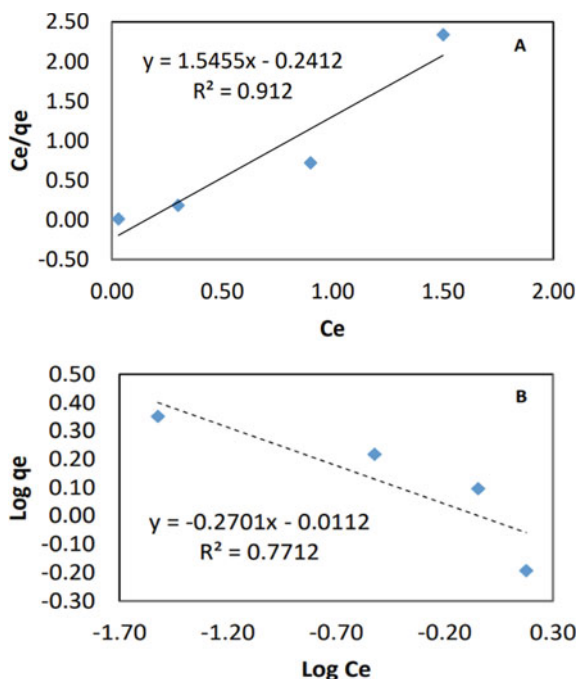 A
y = 1.5455x - 0.2412
R² = 0.912
Ce/qe
2.50
2.00
1.50
1.00
0.50
0.00
-0.50
0.00 0.50 1.00 1.50 2.00
Ce
B
y = -0.2701x - 0.0112
R² = 0.7712
Log qe
0.50
0.40
0.30
0.20
0.10
0.00
-0.10
-0.20
-0.30
-1.70 -1.20 -0.70 -0.20 0.30
Log Ce